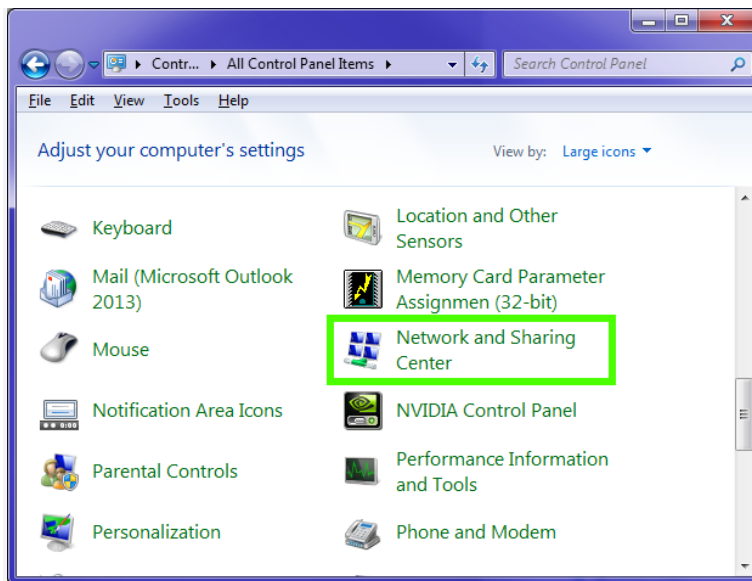 Contr... All Control Panel Items Search Control Panel
File Edit View Tools Help
Adjust your computer's settings View by: Large icons
Keyboard
Location and Other
Sensors
Mail (Microsoft Outlook
2013)
Memory Card Parameter
Assignmen (32-bit)
Mouse
Network and Sharing
Center
Notification Area Icons
NVIDIA Control Panel
Parental Controls
Performance Information
and Tools
Personalization
Phone and Modem